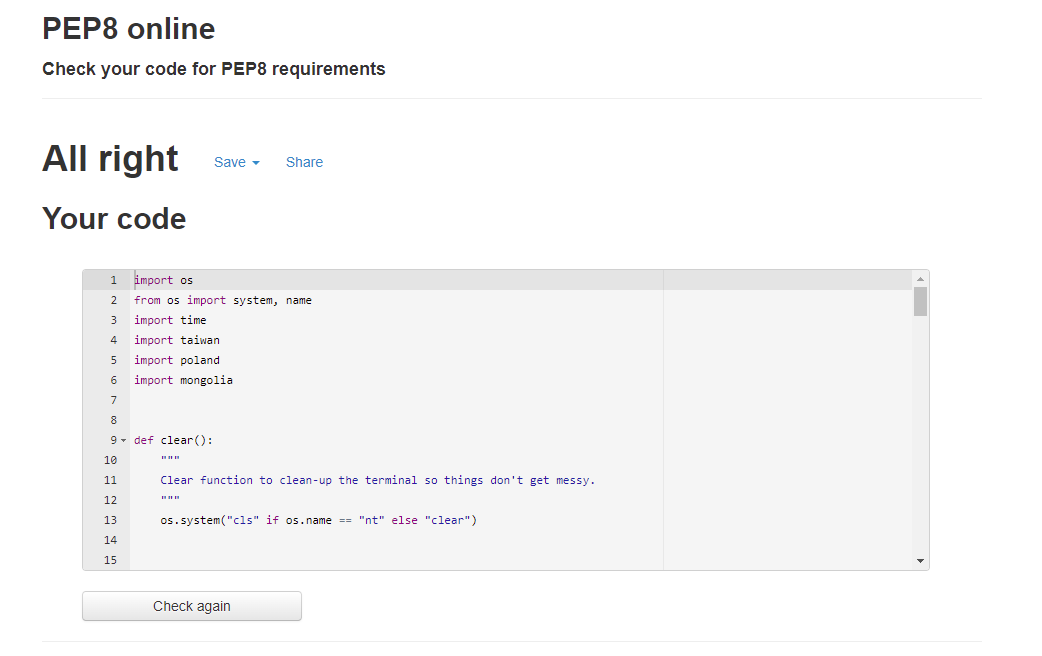 PEP8 online
Check your code for PEP8 requirements
All right Save Share
Your code
1 import os
2 from os import system, name
3 import time
4 import taiwan
5 import poland
6 import mongolia
7
8
9 def clear():
10     """
11     Clear function to clean-up the terminal so things don't get messy.
12     """
13     os.system("cls" if os.name == "nt" else "clear")
14
15
Check again